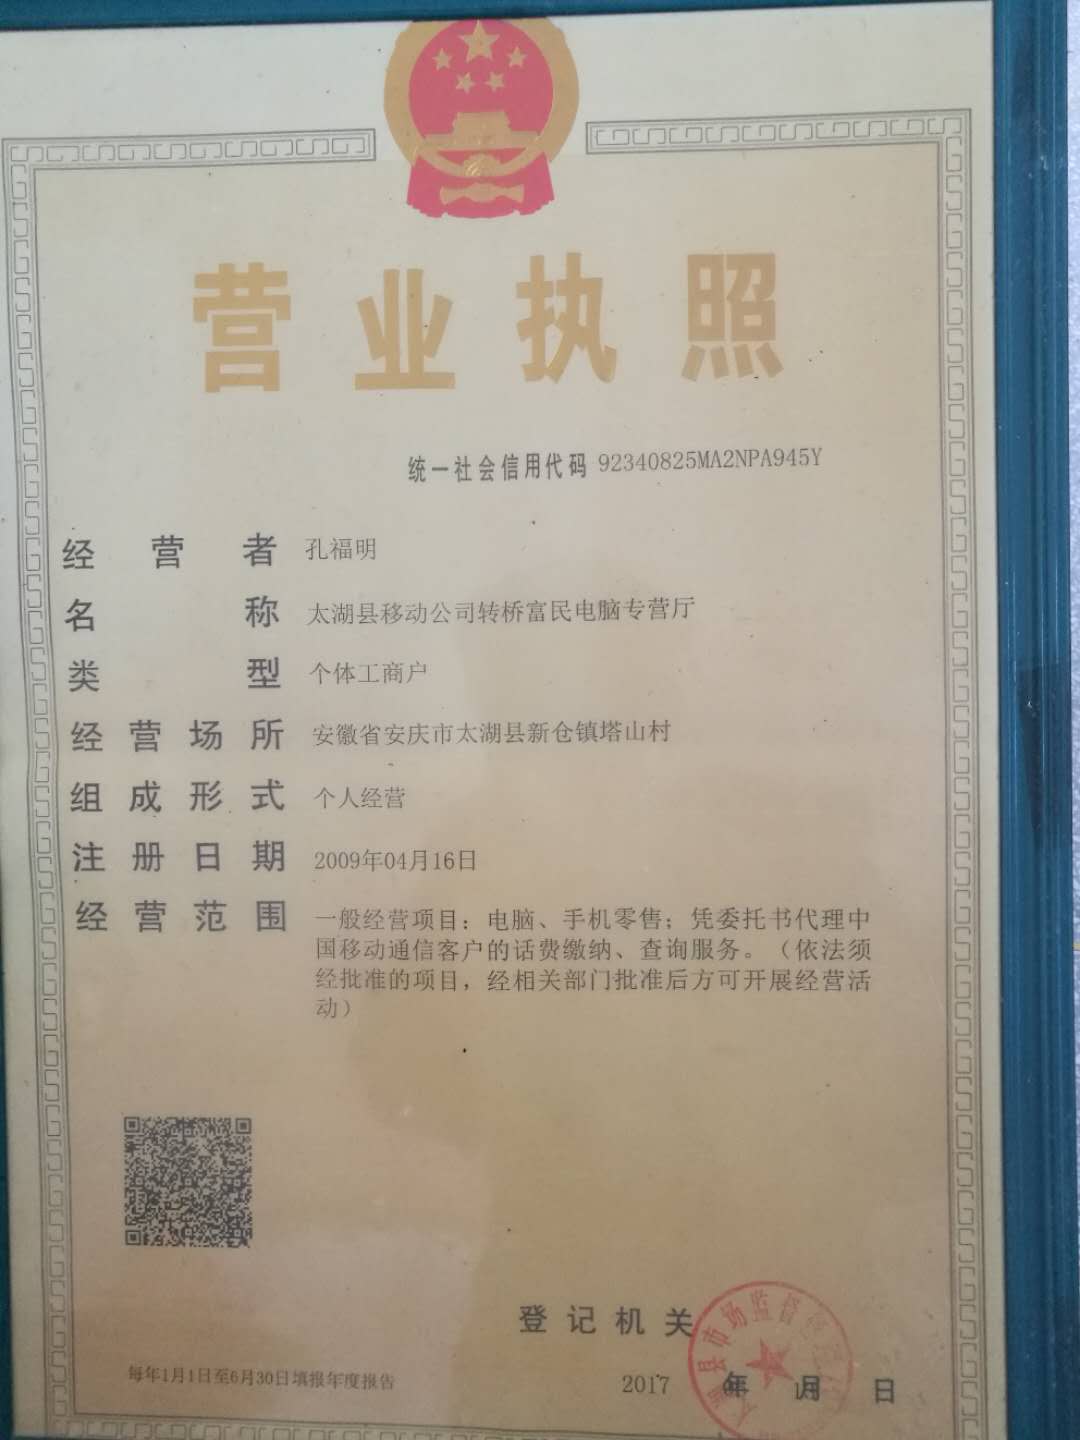 营业执照
统一社会信用代码 92340825MA2NPA945Y
经营者 孔福明
名称 太湖县移动公司转桥富民电脑专营厅
类型 个体工商户
经营场所 安徽省安庆市太湖县新仓镇塔山村
组成形式 个人经营
注册日期 2009年04月16日
经营范围 一般经营项目：电脑、手机零售；凭委托书代理中
国移动通信客户的话费缴纳、查询服务。（依法须
经批准的项目，经相关部门批准后方可开展经营活
动）
登记机关
太湖县市场监督
每年1月1日至6月30日填报年度报告
2017 年 月 日